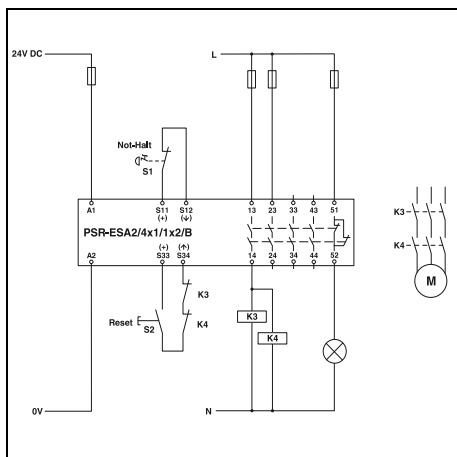 24V DC
L
Not-Halt
S1
S11
(+)
S12
(↓)
A1
13
23
33
43
51
PSR-ESA2/4x1/1x2/B
A2
(+)
S33
(↑)
S34
14
24
34
44
52
K3
K4
M
Reset
S2
K3
K4
K3
K4
0V
N